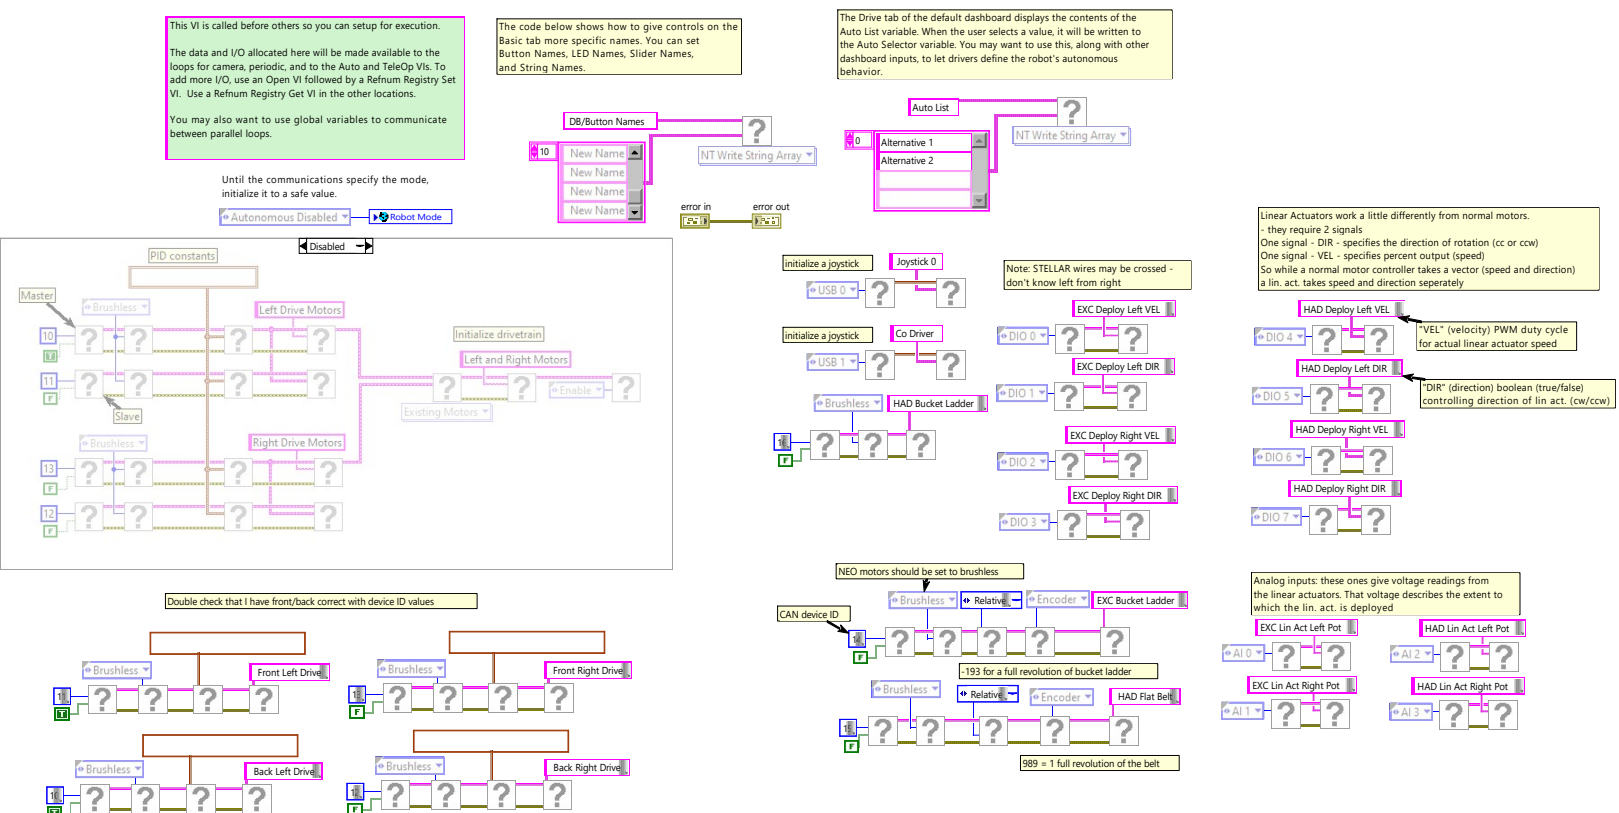 This VI is called before others so you can setup for execution.
The data and I/O allocated here will be made available to the
loops for camera, periodic, and to the Auto and TeleOp VIs. To
add more I/O, use an Open VI followed by a Refnum Registry Set
VI.  Use a Refnum Registry Get VI in the other locations.
You may also want to use global variables to communicate
between parallel loops.
Until the communications specify the mode,
initialize it to a safe value.
Autonomous Disabled
Robot Mode
The code below shows how to give controls on the
Basic tab more specific names. You can set
Button Names, LED Names, Slider Names,
and String Names.
DB/Button Names
10
New Name
New Name
New Name
New Name
NT Write String Array
error in
error out
The Drive tab of the default dashboard displays the contents of the
Auto List variable. When the user selects a value, it will be written to
the Auto Selector variable. You may want to use this, along with other
dashboard inputs, to let drivers define the robot's autonomous
behavior.
Auto List
0
Alternative 1
Alternative 2
NT Write String Array
Disabled
PID constants
Master
Brushless
Left Drive Motors
10
T
11
F
Slave
Initialize drivetrain
Left and Right Motors
Enable
Existing Motors
Brushless
Right Drive Motors
13
F
12
F
initialize a joystick
Joystick 0
USB 0
initialize a joystick
Co Driver
USB 1
Brushless
HAD Bucket Ladder
F
Note: STELLAR wires may be crossed -
don't know left from right
EXC Deploy Left VEL
DIO 0
EXC Deploy Left DIR
DIO 1
EXC Deploy Right VEL
DIO 2
EXC Deploy Right DIR
DIO 3
Linear Actuators work a little differently from normal motors.
- they require 2 signals
One signal - DIR - specifies the direction of rotation (cc or ccw)
One signal - VEL - specifies percent output (speed)
So while a normal motor controller takes a vector (speed and direction)
a lin. act. takes speed and direction seperately
HAD Deploy Left VEL
DIO 4
"VEL" (velocity) PWM duty cycle
for actual linear actuator speed
HAD Deploy Left DIR
DIO 5
"DIR" (direction) boolean (true/false)
controlling direction of lin act. (cw/ccw)
HAD Deploy Right VEL
DIO 6
HAD Deploy Right DIR
DIO 7
Double check that I have front/back correct with device ID values
Brushless
Front Left Drive
T
Brushless
Front Right Drive
F
Brushless
Back Left Drive
T
Brushless
Back Right Drive
F
NEO motors should be set to brushless
Brushless
Relative
Encoder
EXC Bucket Ladder
CAN device ID
F
-193 for a full revolution of bucket ladder
Brushless
Relative
Encoder
HAD Flat Belt
F
989 = 1 full revolution of the belt
Analog inputs: these ones give voltage readings from
the linear actuators. That voltage describes the extent to
which the lin. act. is deployed
EXC Lin Act Left Pot
AI 0
HAD Lin Act Left Pot
AI 2
EXC Lin Act Right Pot
AI 1
HAD Lin Act Right Pot
AI 3